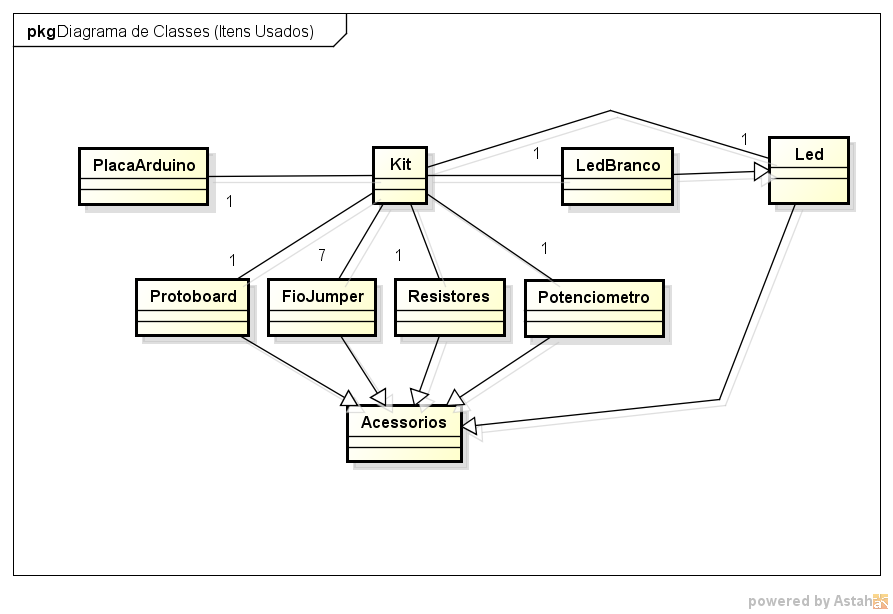 pkg Diagrama de Classes (Itens Usados)
PlacaArduino
Kit
LedBranco
Led
1
1
1
1
7
1
1
Protoboard
FioJumper
Resistores
Potenciometro
Acessorios
powered by Astah